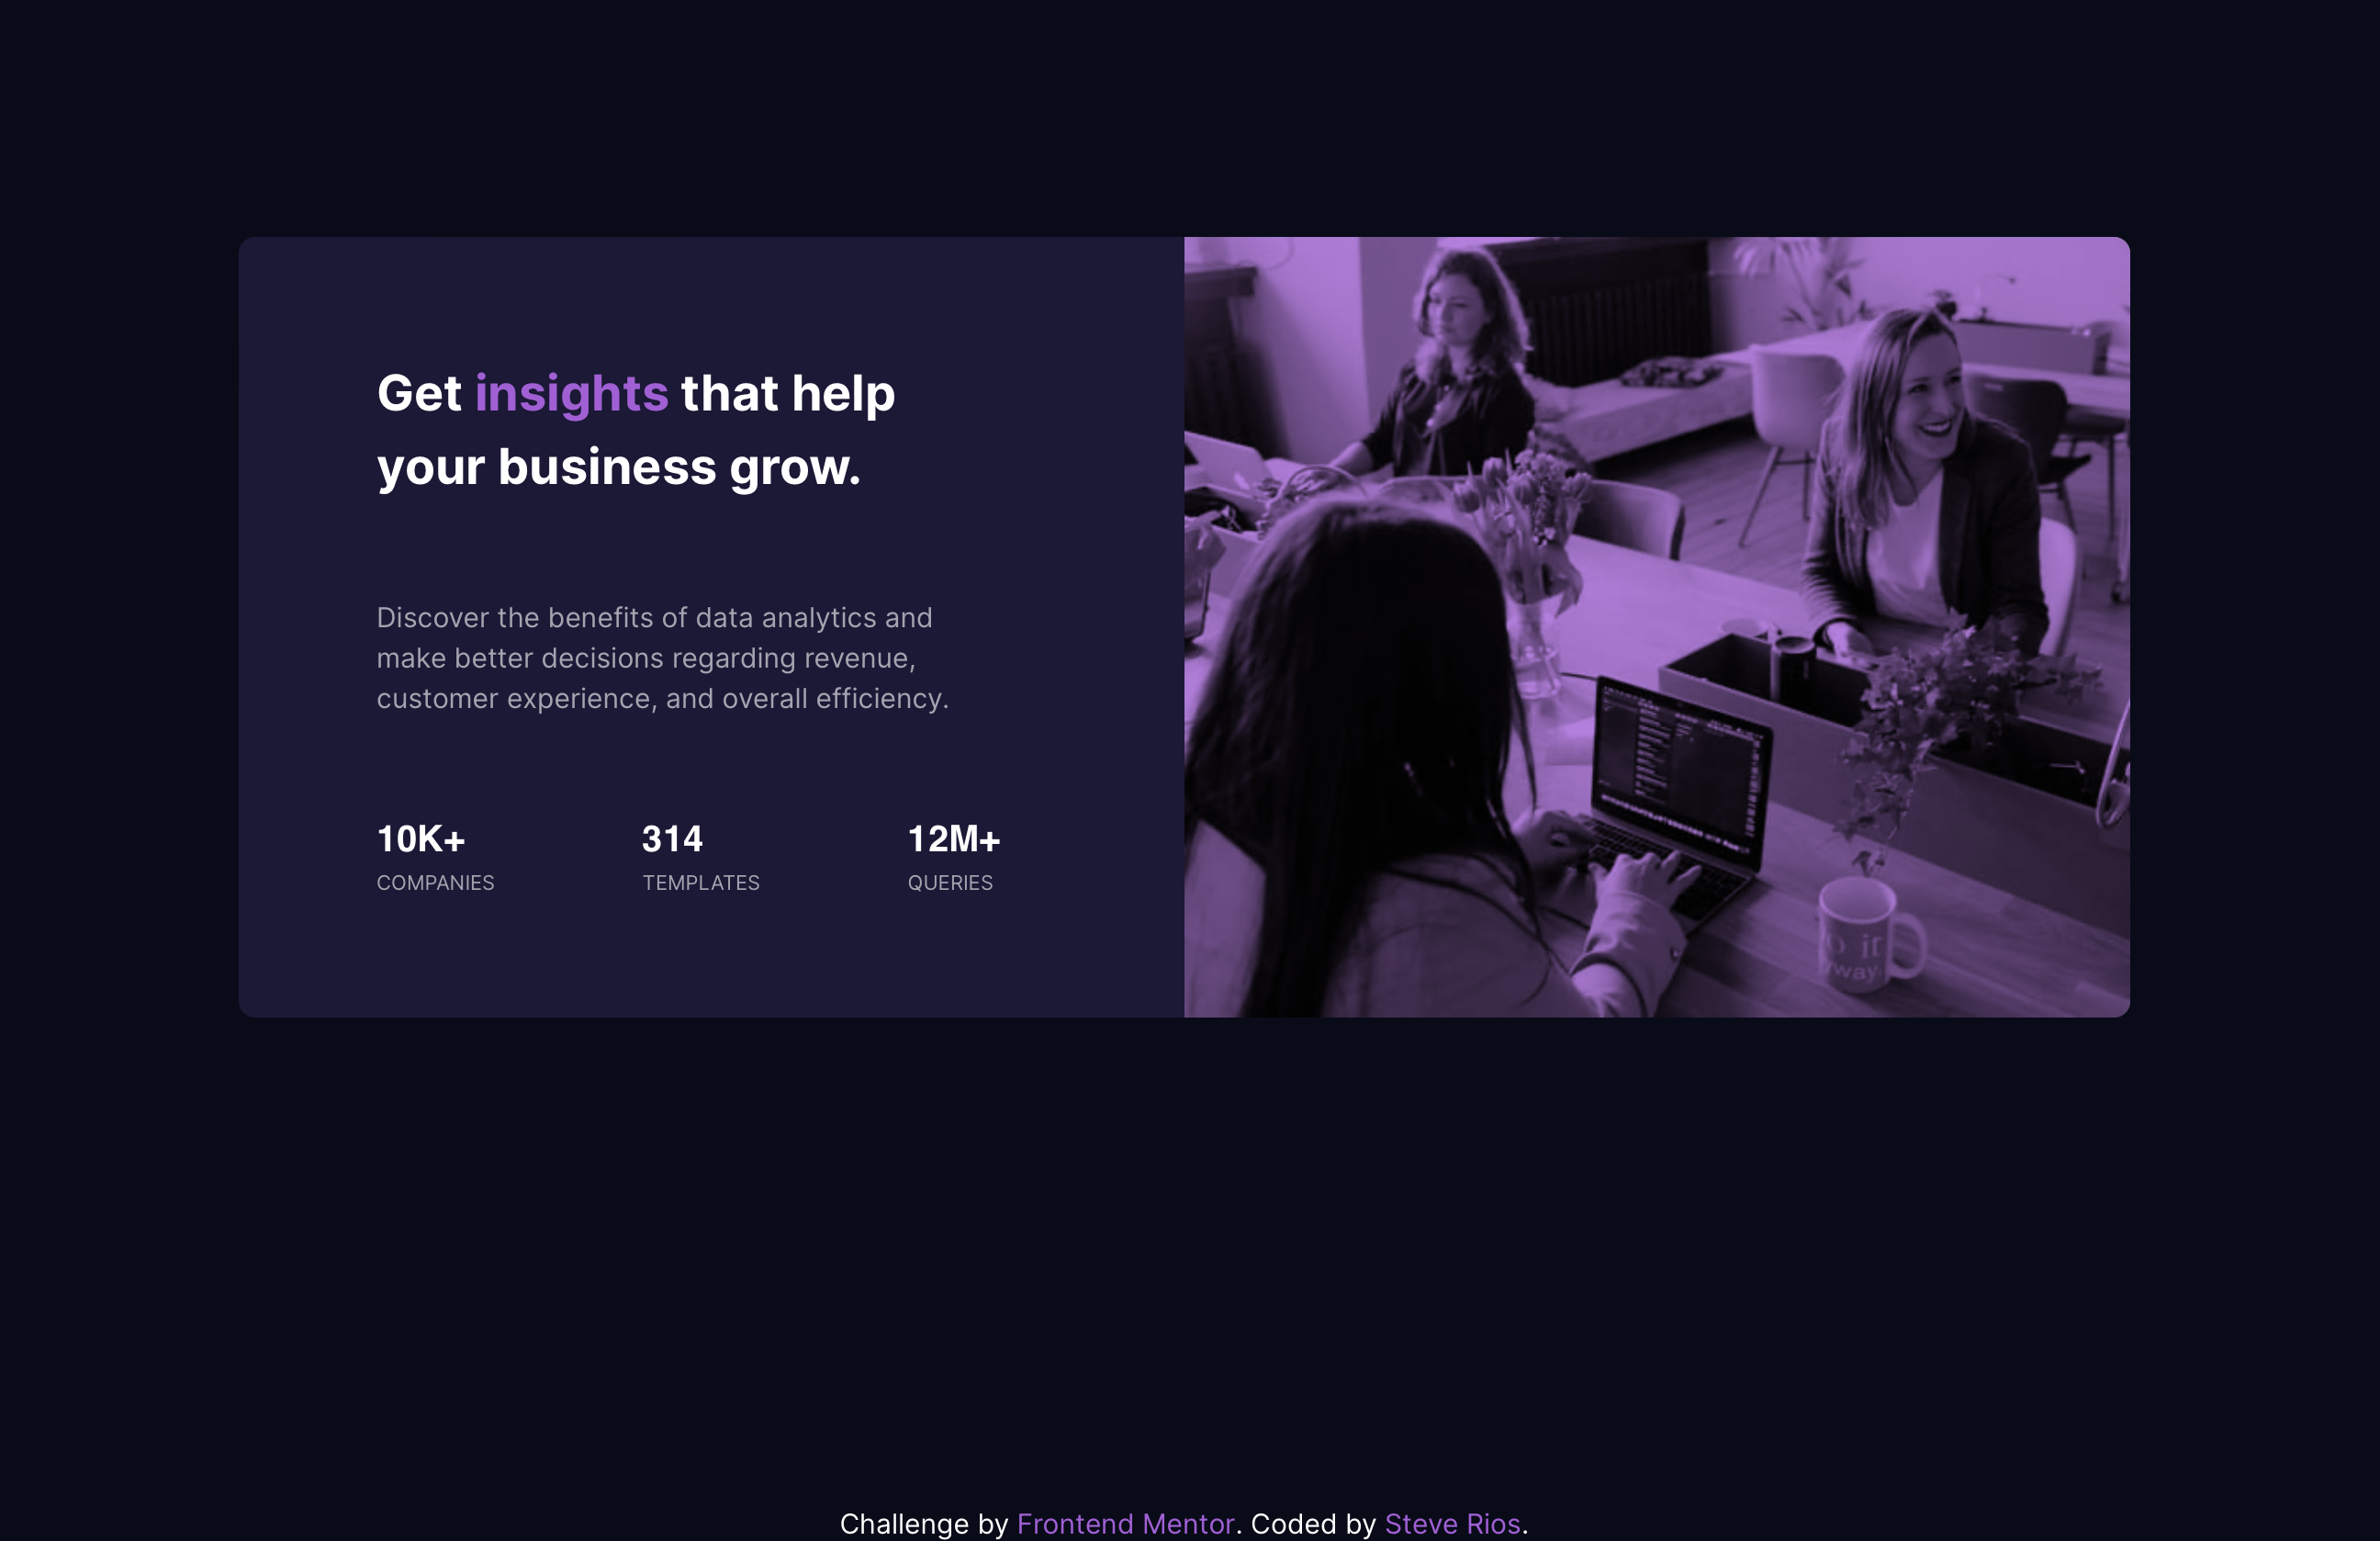 Get insights that help
your business grow.
Discover the benefits of data analytics and
make better decisions regarding revenue,
customer experience, and overall efficiency.
10K+ 314 12M+
COMPANIES TEMPLATES QUERIES
Challenge by Frontend Mentor. Coded by Steve Rios.